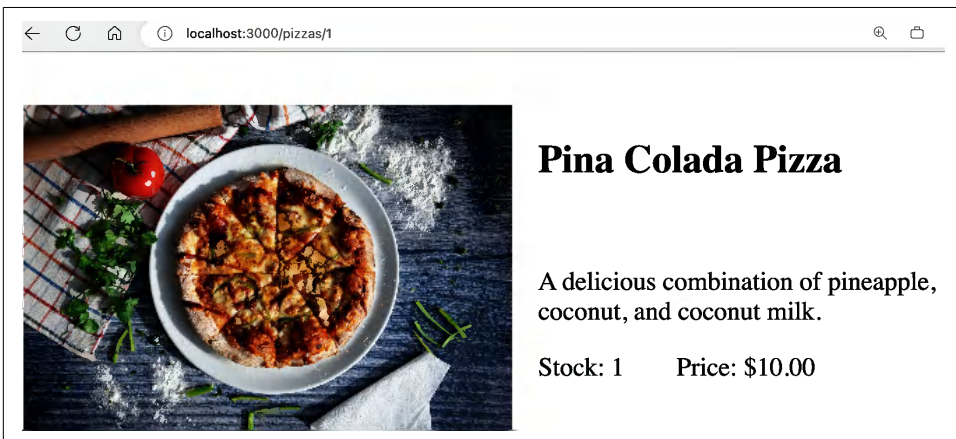 localhost:3000/pizzas/1
Pina Colada Pizza
A delicious combination of pineapple,
coconut, and coconut milk.
Stock: 1 Price: $10.00